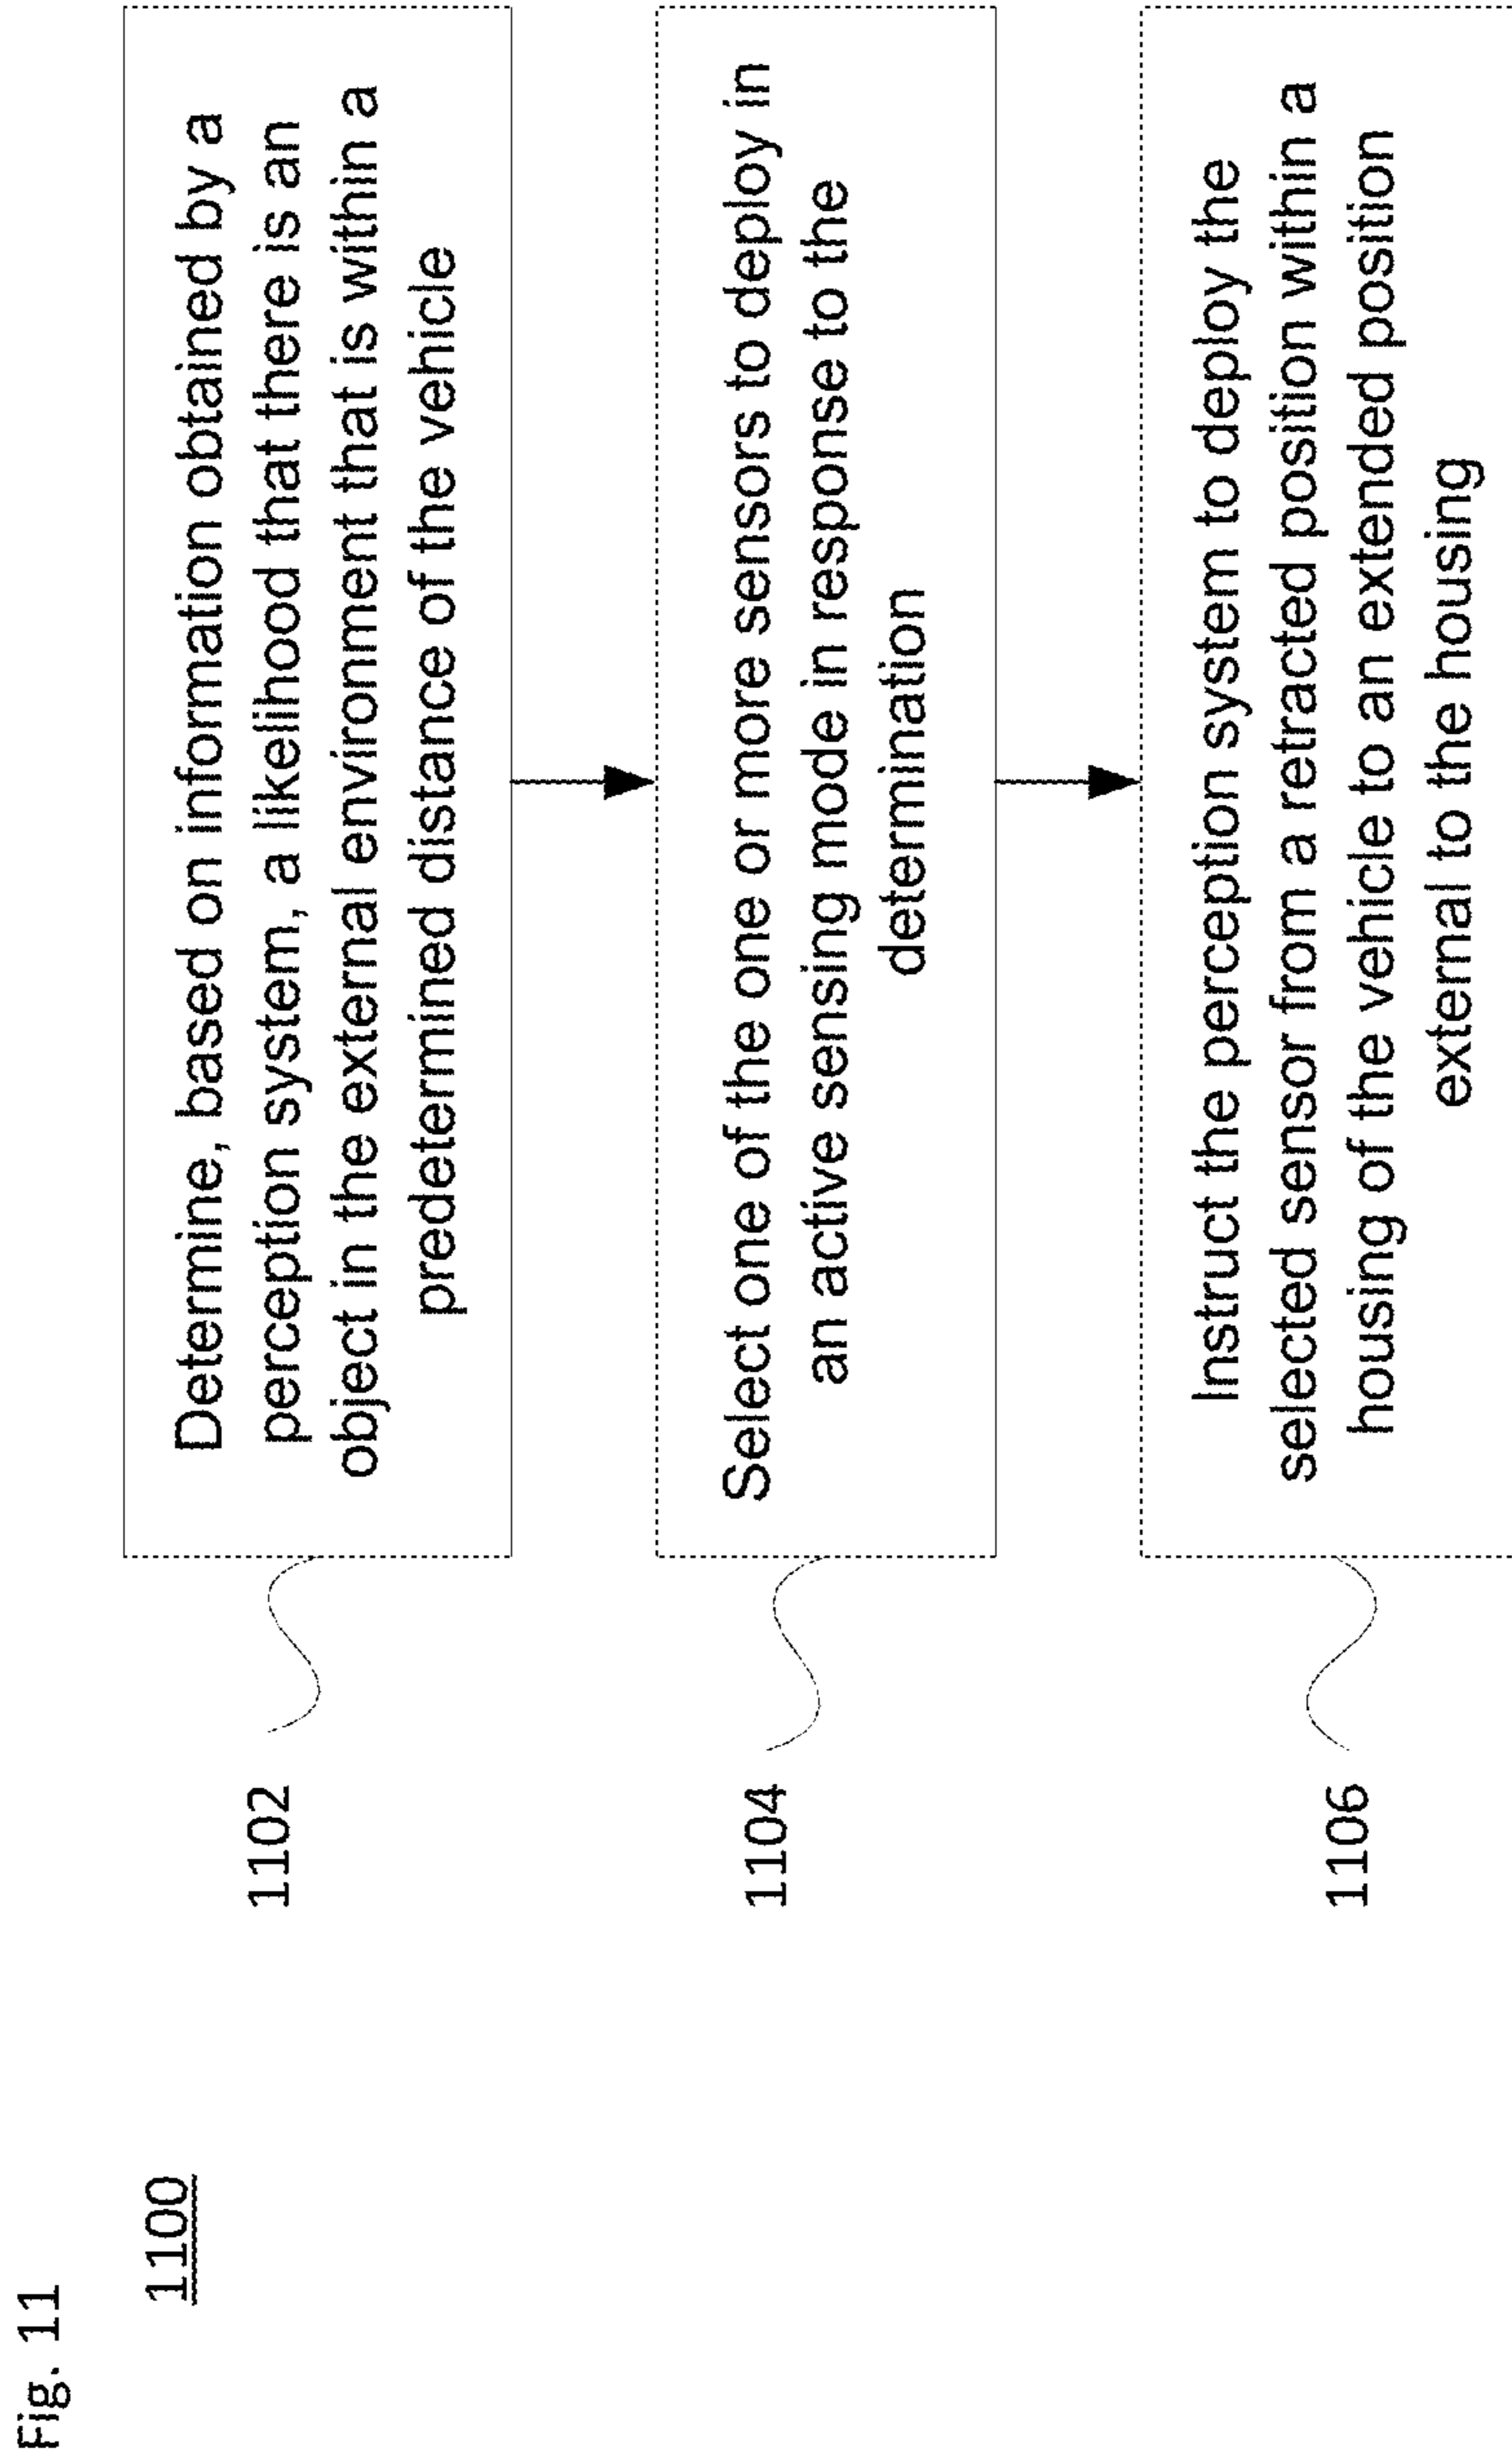 Fig. 11
1100
1102
Determine, based on information obtained by a
perception system, a likelihood that there is an
object in the external environment that is within a
predetermined distance of the vehicle
1104
Select one of the one or more sensors to deploy in
an active sensing mode in response to the
determination
1106
Instruct the perception system to deploy the
selected sensor from a retracted position within a
housing of the vehicle to an extended position
external to the housing